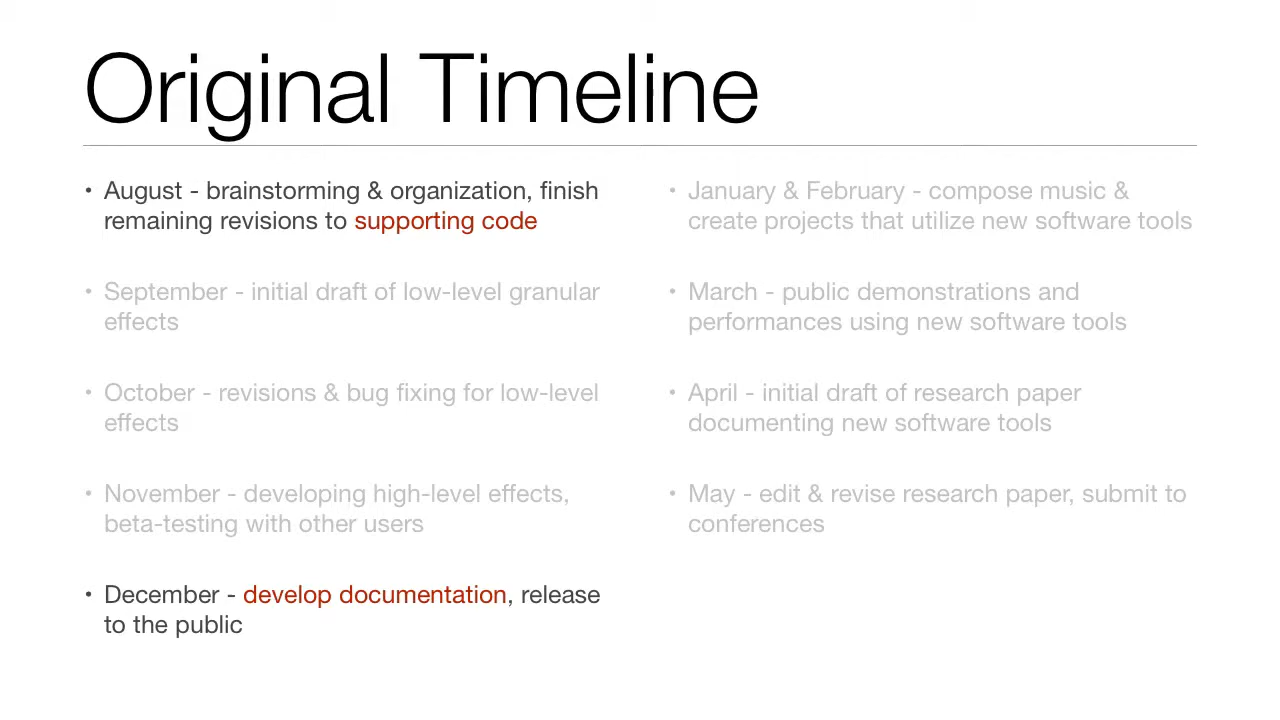 Original Timeline
• August - brainstorming & organization, finish
remaining revisions to supporting code
• September - initial draft of low-level granular
effects
• October - revisions & bug fixing for low-level
effects
• November - developing high-level effects,
beta-testing with other users
• December - develop documentation, release
to the public
• January & February - compose music &
create projects that utilize new software tools
• March - public demonstrations and
performances using new software tools
• April - initial draft of research paper
documenting new software tools
• May - edit & revise research paper, submit to
conferences